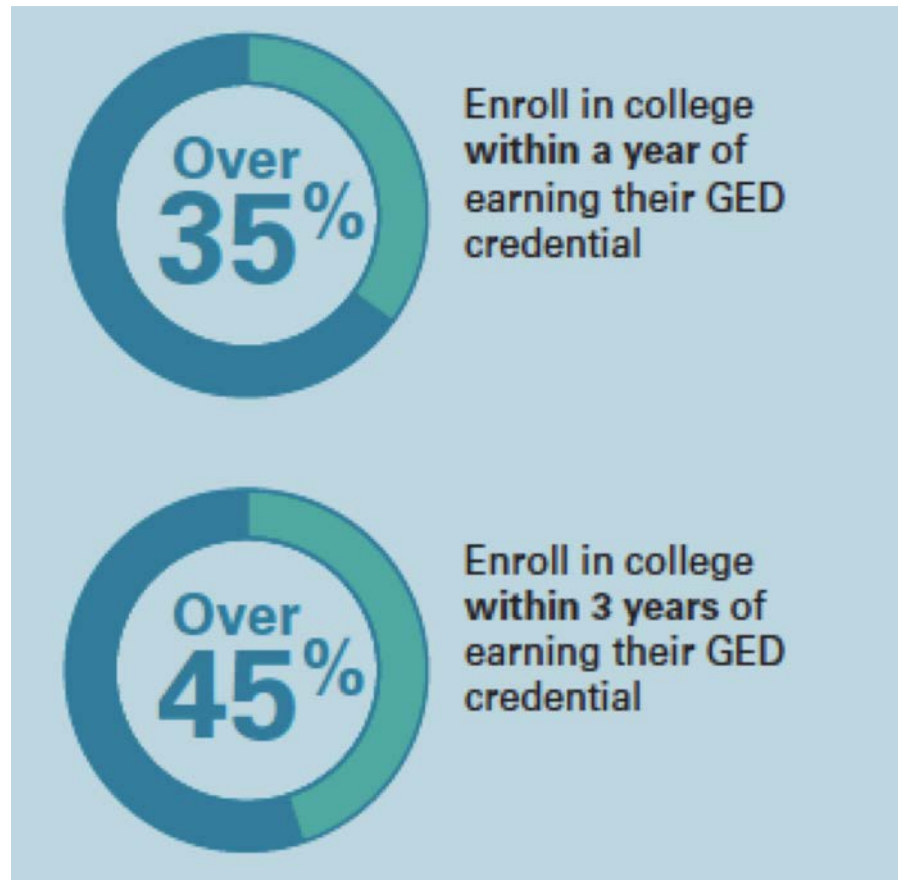 Over
35%
Enroll in college
within a year of
earning their GED
credential
Over
45%
Enroll in college
within 3 years of
earning their GED
credential